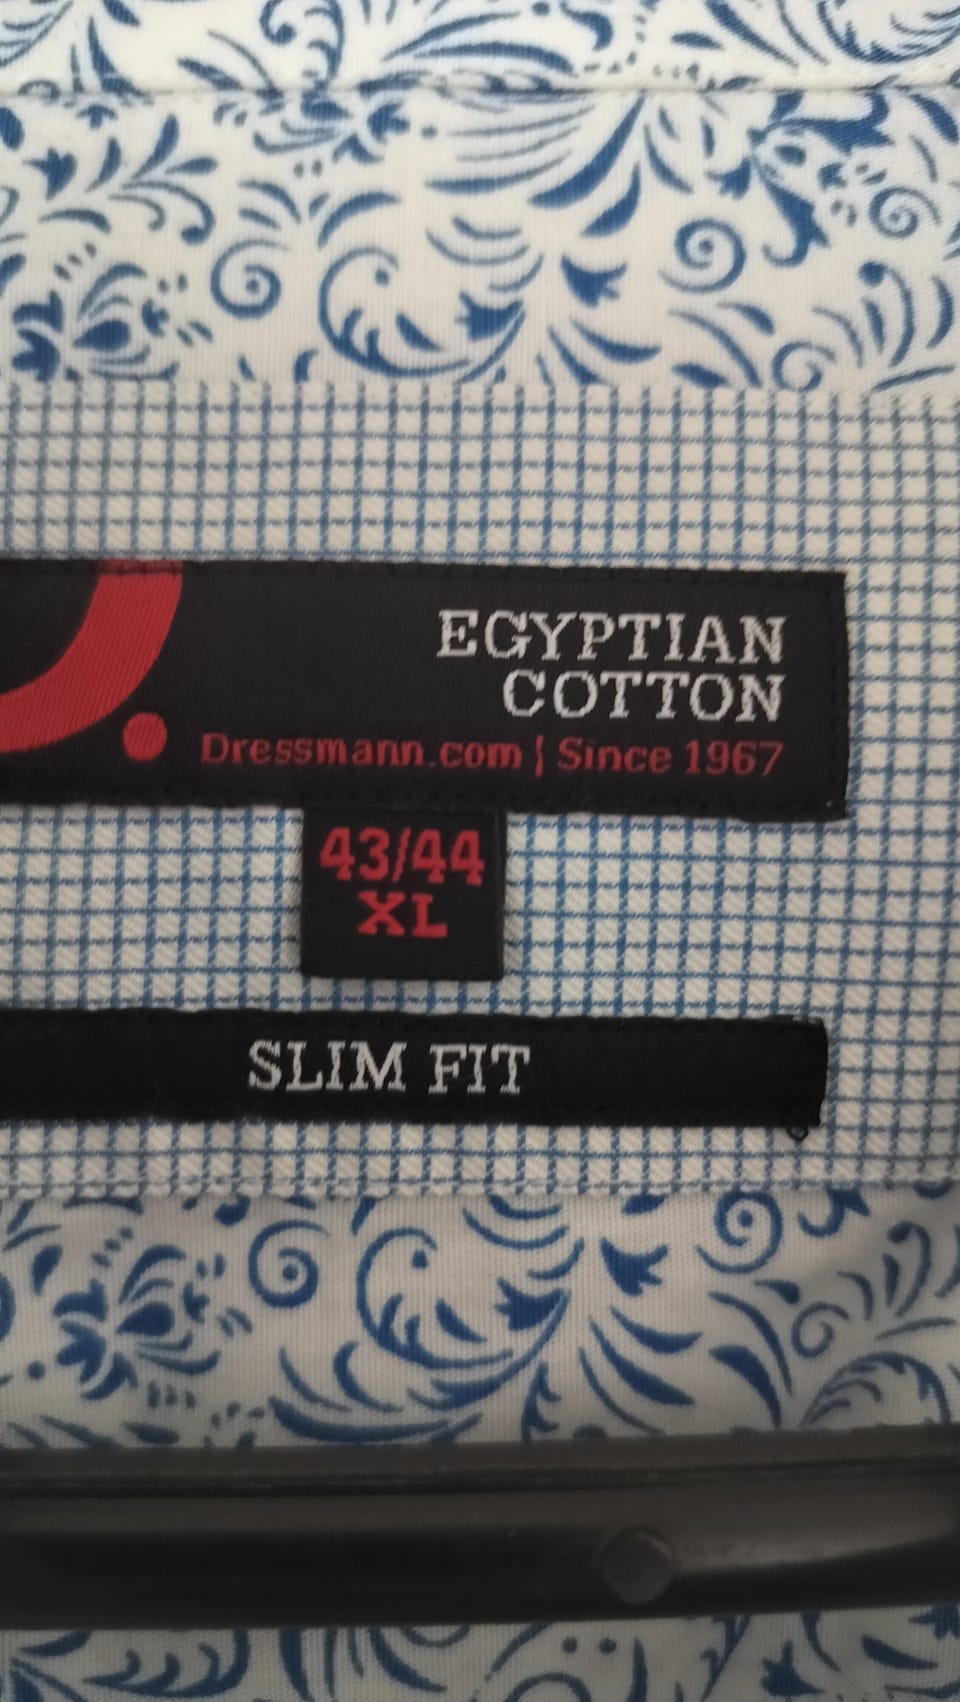 EGYPTIAN
COTTON
Dressmann.com | Since 1967
43/44
XL
SLIM FIT